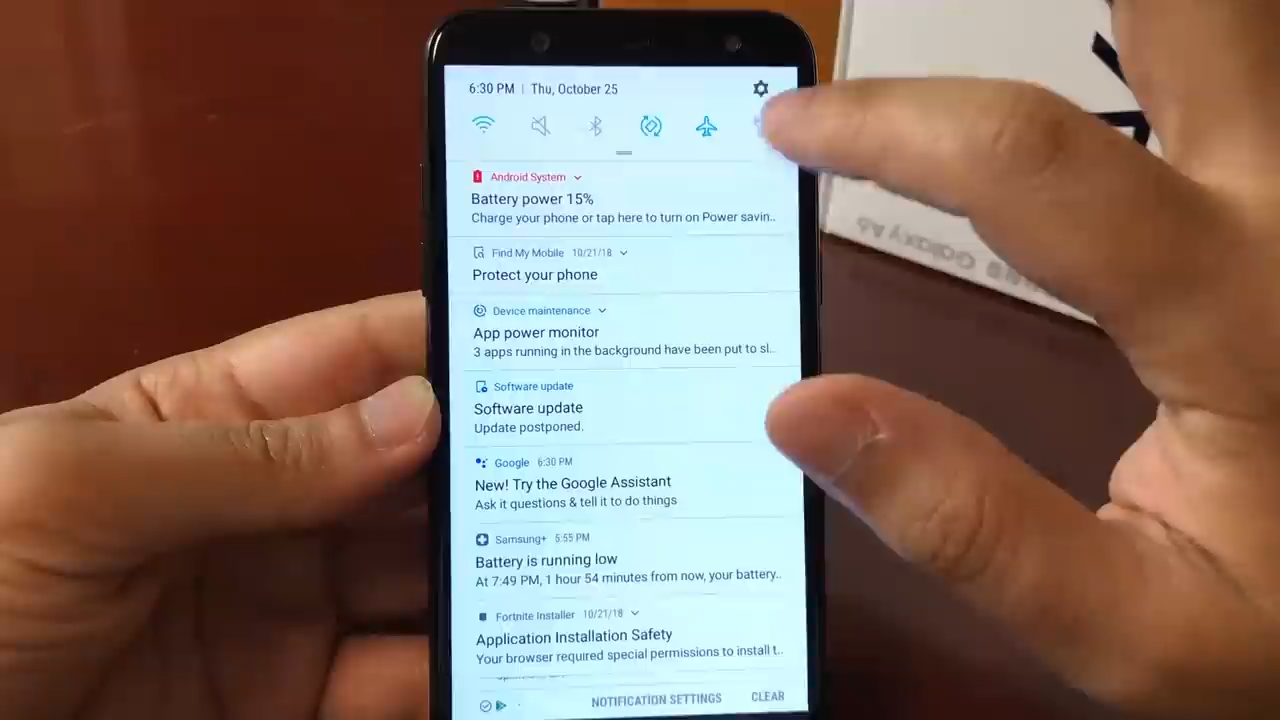 6:30 PM | Thu, October 25
Android System
Battery power 15%
Charge your phone or tap here to turn on Power savin..
Find My Mobile 10/21/18
Protect your phone
Device maintenance
App power monitor
3 apps running in the background have been put to sl...
Software update
Software update
Update postponed.
Google 6:30 PM
New! Try the Google Assistant
Ask it questions & tell it to do things
Samsung+ 5:55 PM
Battery is running low
At 7:49 PM, 1 hour 54 minutes from now, your battery..
Fortnite Installer 10/21/18
Application Installation Safety
Your browser required special permissions to install t..
NOTIFICATION SETTINGS CLEAR
Galaxy A6